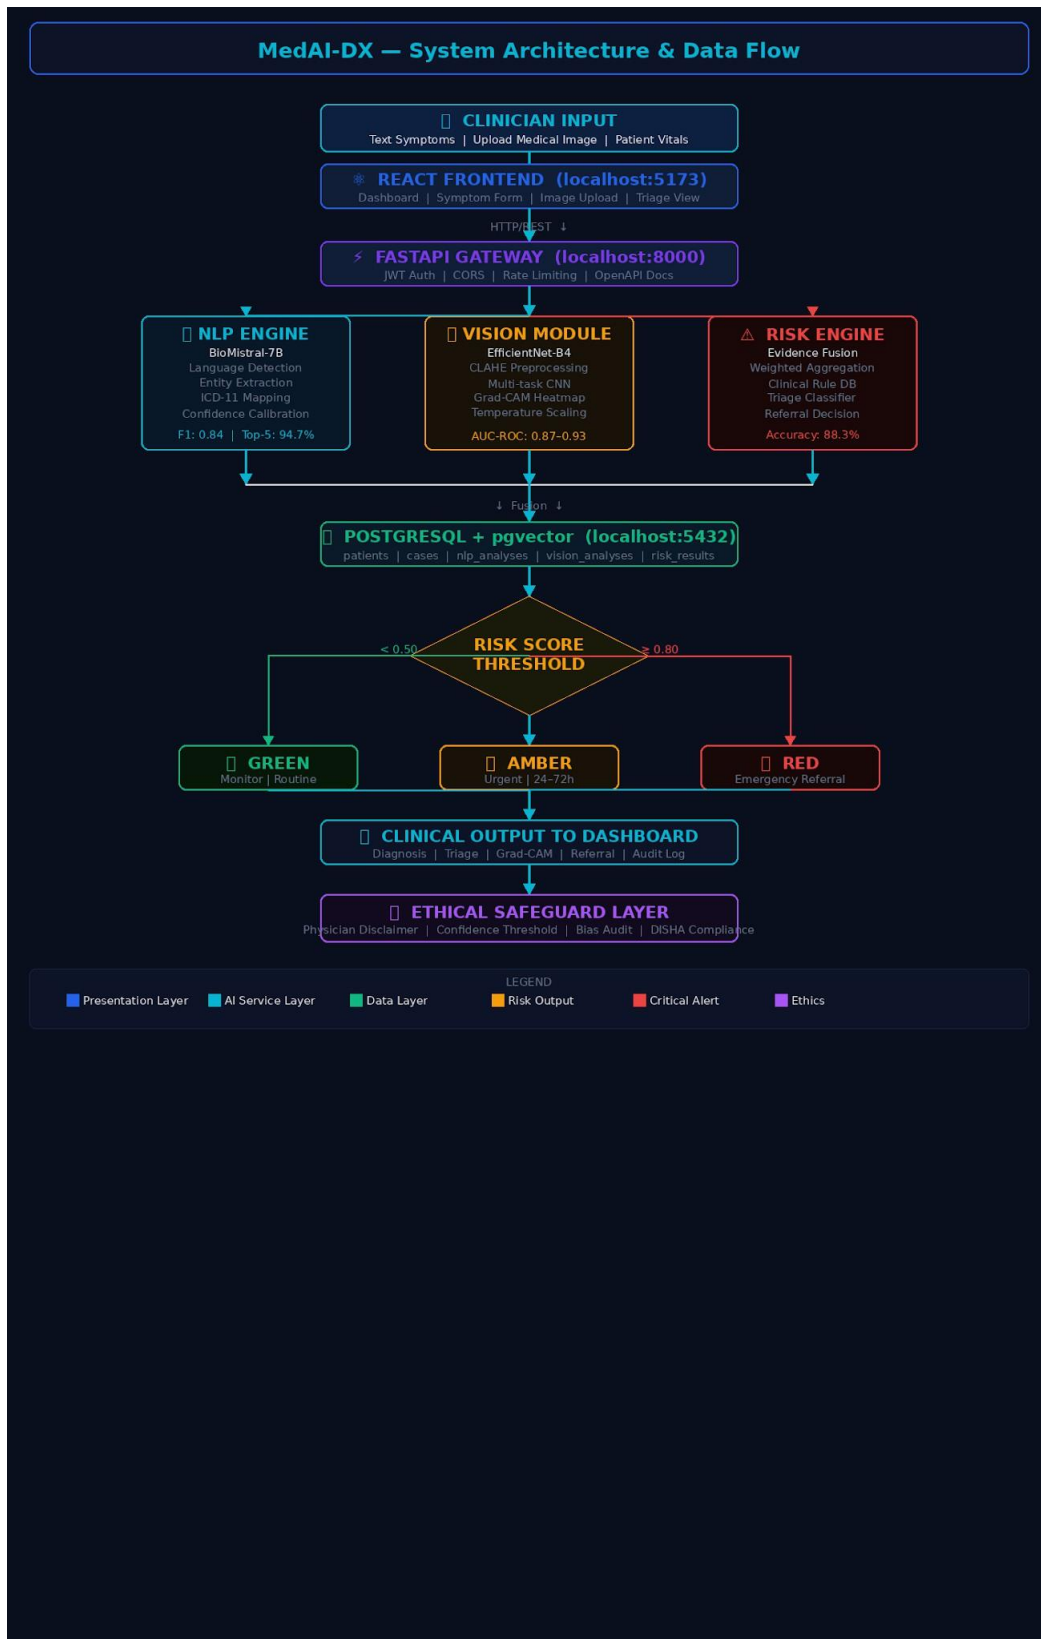 MedAI-DX — System Architecture & Data Flow
CLINICIAN INPUT
Text Symptoms | Upload Medical Image | Patient Vitals
⚛ REACT FRONTEND (localhost:5173)
Dashboard | Symptom Form | Image Upload | Triage View
HTTP/REST ↓
⚡ FASTAPI GATEWAY (localhost:8000)
JWT Auth | CORS | Rate Limiting | OpenAPI Docs
NLP ENGINE
BioMistral-7B
Language Detection
Entity Extraction
ICD-11 Mapping
Confidence Calibration
F1: 0.84 | Top-5: 94.7%
VISION MODULE
EfficientNet-B4
CLAHE Preprocessing
Multi-task CNN
Grad-CAM Heatmap
Temperature Scaling
AUC-ROC: 0.87–0.93
⚠ RISK ENGINE
Evidence Fusion
Weighted Aggregation
Clinical Rule DB
Triage Classifier
Referral Decision
Accuracy: 88.3%
↓ Fusion ↓
POSTGRESQL + pgvector (localhost:5432)
patients | cases | nlp_analyses | vision_analyses | risk_results
RISK SCORE
THRESHOLD
< 0.50
≥ 0.80
GREEN
Monitor | Routine
AMBER
Urgent | 24–72h
RED
Emergency Referral
CLINICAL OUTPUT TO DASHBOARD
Diagnosis | Triage | Grad-CAM | Referral | Audit Log
ETHICAL SAFEGUARD LAYER
Physician Disclaimer | Confidence Threshold | Bias Audit | DISHA Compliance
LEGEND
Presentation Layer
AI Service Layer
Data Layer
Risk Output
Critical Alert
Ethics